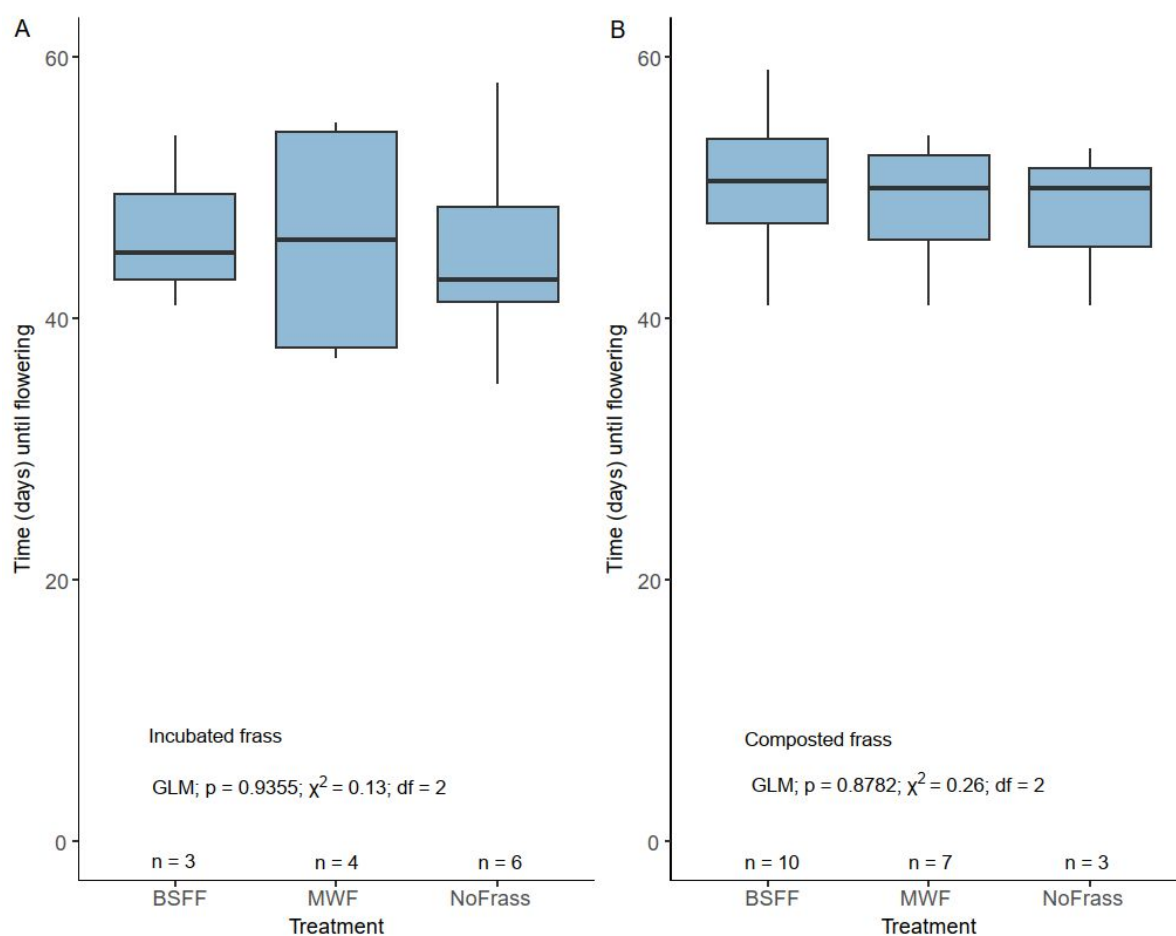 A
60
40
20
0
Time (days) until flowering
Incubated frass
GLM; p = 0.9355; χ² = 0.13; df = 2
n = 3 n = 4 n = 6
BSFF MWF NoFrass
Treatment
B
60
40
20
0
Time (days) until flowering
Composted frass
GLM; p = 0.8782; χ² = 0.26; df = 2
n = 10 n = 7 n = 3
BSFF MWF NoFrass
Treatment